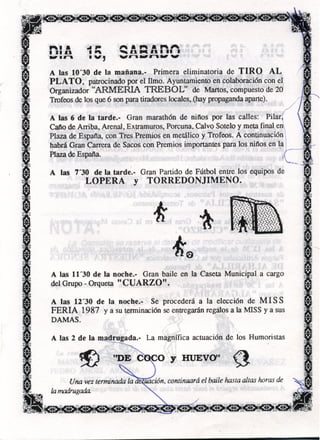 DIA 15, SABADO
A las 10'30 de la mañana.- Primera eliminatoria de TIRO AL
PLATO, patrocinado por el Ilmo. Ayuntamiento en colaboración con el
Organizador "ARMERIA TREBOL" de Martos, compuesto de 20
Trofeos de los que 6 son para tiradores locales, (hay propaganda aparte).
A las 6 de la tarde.- Gran marathón de niños por las calles: Pilar,
Caño de Arriba, Arenal, Extramuros, Porcuna, Calvo Sotelo y meta final en
Plaza de España, con Tres Premios en metálico y Trofeos. A continuación
habrá Gran Carrera de Sacos con Premios importantes para los niños en la
Plaza de España.
A las 7'30 de la tarde.- Gran Partido de Fútbol entre los equipos de
LOPERA y TORREDONJIMENO.
A las 11'30 de la noche.- Gran baile en la Caseta Municipal a cargo
del Grupo - Orqueta "CUARZO".
A las 12'30 de la noche.- Se procederá a la elección de MISS
FERIA 1987 y a su terminación se entregarán regalos a la MISS y a sus
DAMAS.
A las 2 de la madrugada.- La magnífica actuación de los Humoristas
"DE COCO y HUEVO"
Una vez terminada la actuación, continuará el baile hasta altas horas de
la madrugada.